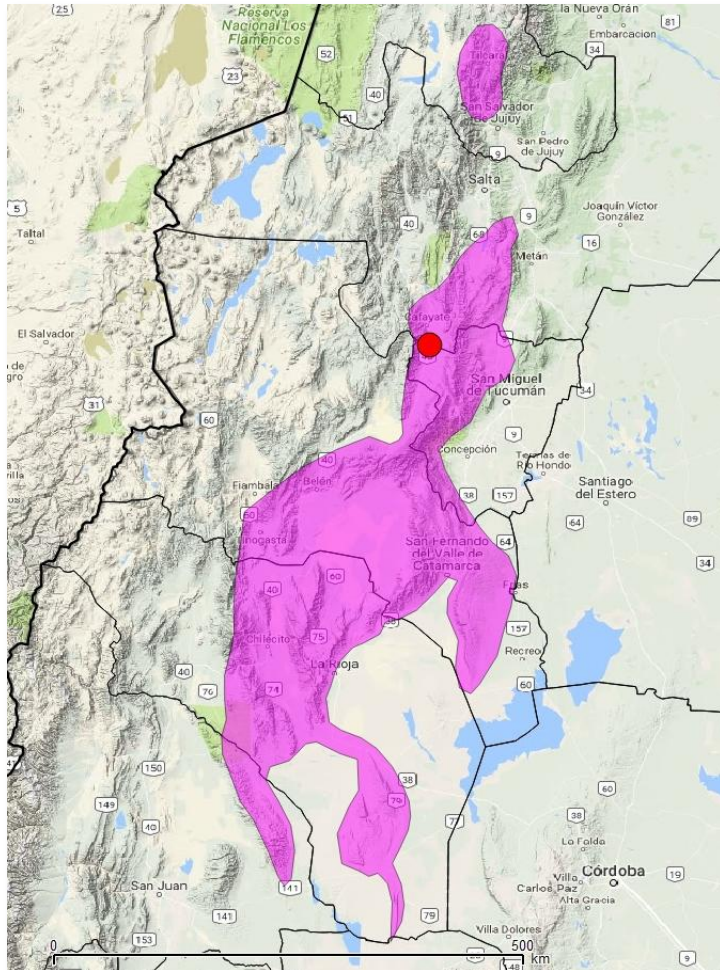 25
Reserva
Nacional Los
Flamencos
la Nueva Orán
81
Embarcacion
52
34
Tilcara
23
40
51
San Salvador
de Jujuy
San Pedro
de Jujuy
9
5
Salta
Taltal
40
68
9
Joaquín Víctor
González
16
Metán
El Salvador
Cafayate
31
60
San Miguel
de Tucumán
34
9
Concepción
Termas de
Río Hondo
Santiago
del Estero
40
Fiambalá
Belén
38
157
64
89
60
Tinogasta
San Fernando
del Valle de
Catamarca
64
34
60
40
Frías
Chilecito
75
38
157
Recreo
La Rioja
60
40
76
74
150
38
60
149
79
77
38
40
La Falda
San Juan
141
Villa
Carlos Paz
Córdoba
19
Alta Gracia
141
79
153
Villa Dolores
9
0
500
km
48